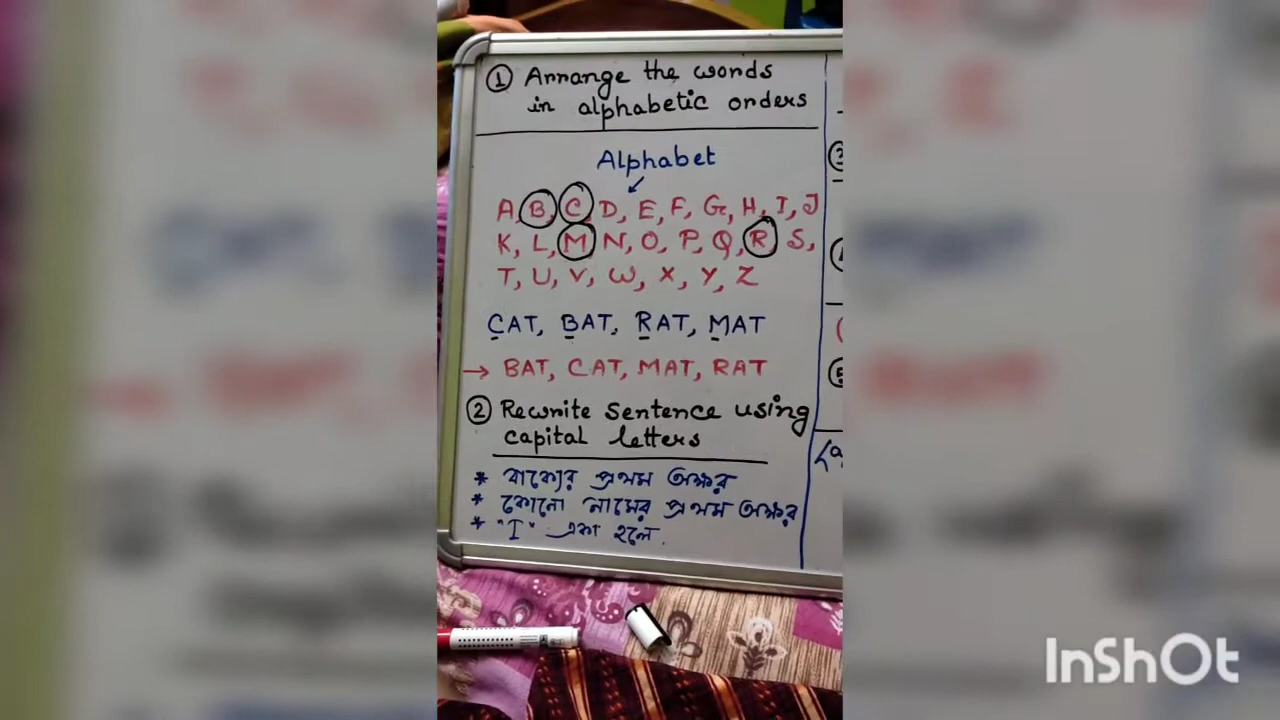 ① Arrange the words
in alphabetic orders
Alphabet
A, B, C, D, E, F, G, H, I, J
K, L, M, N, O, P, Q, R, S,
T, U, V, W, X, Y, Z
CAT, BAT, RAT, MAT
→ BAT, CAT, MAT, RAT
② Rewrite sentence using
capital letters
* বাক্যের প্রথম অক্ষর
* কোনো নামের প্রথম অক্ষর
* "I" একা হলে.
InShOt